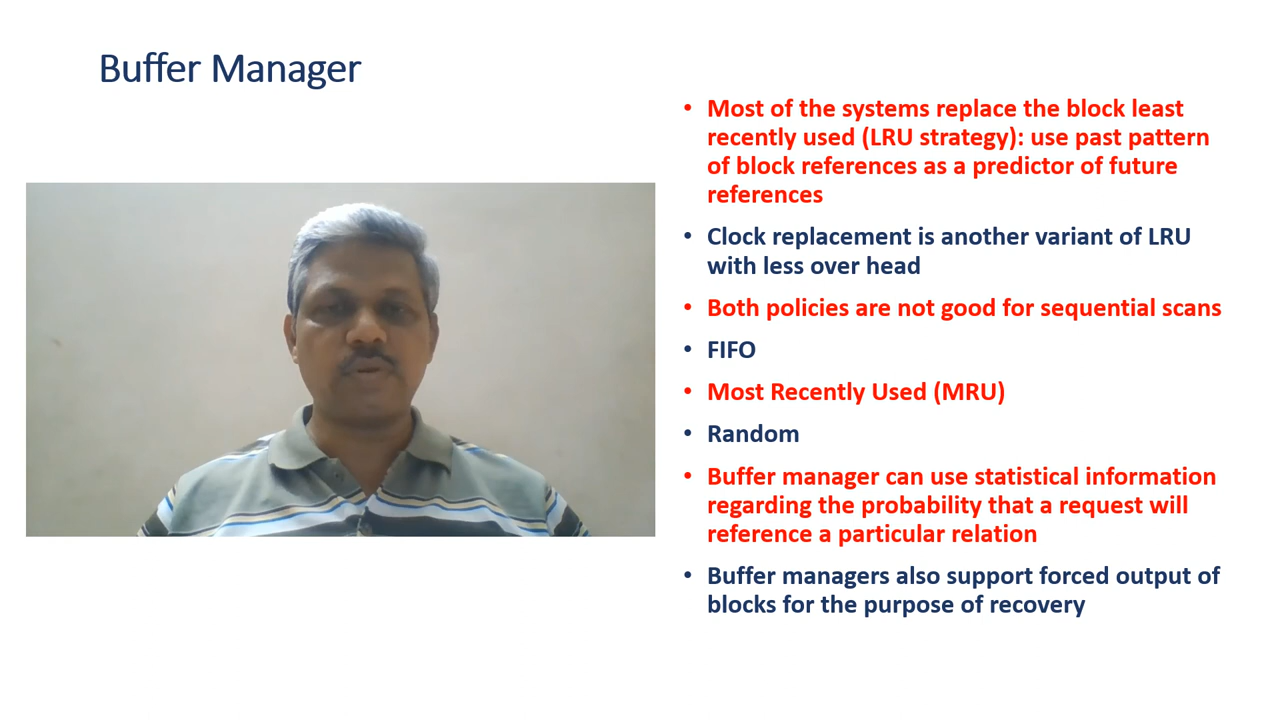 Buffer Manager
• Most of the systems replace the block least
recently used (LRU strategy): use past pattern
of block references as a predictor of future
references
• Clock replacement is another variant of LRU
with less over head
• Both policies are not good for sequential scans
• FIFO
• Most Recently Used (MRU)
• Random
• Buffer manager can use statistical information
regarding the probability that a request will
reference a particular relation
• Buffer managers also support forced output of
blocks for the purpose of recovery